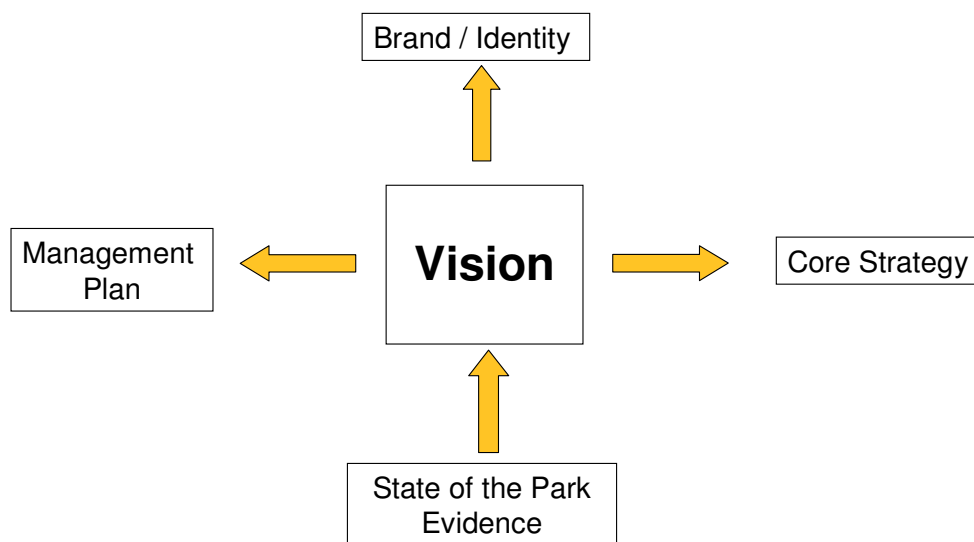 Brand / Identity
Management
Plan
Vision
Core Strategy
State of the Park
Evidence